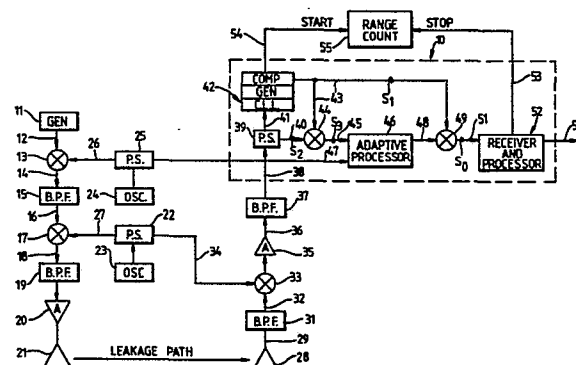 54 START RANGE COUNT STOP
55
10
42 COMP GEN
53
43 S1
44
11 GEN
12
13
14
26 P.S. 25
24 OSC.
39 P.S.
41 40 S2
S3 45
46 ADAPTIVE PROCESSOR
47
48
49
S0
51
52 RECEIVER AND PROCESSOR
38
15 B.P.F.
16
17
18
27 P.S. 22
23 OSC
34
B.P.F. 37
36
A 35
33
32
19 B.P.F.
B.P.F. 31
20 A
29
21 LEAKAGE PATH 28